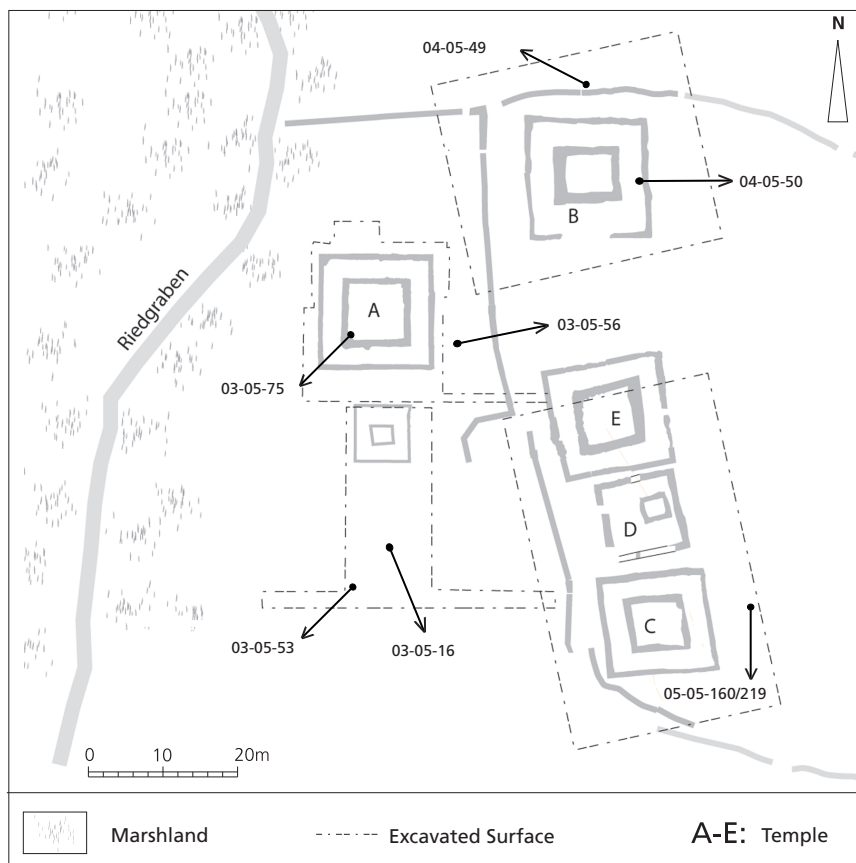 04-05-49
N
04-05-50
B
Riedgraben
A
03-05-56
03-05-75
E
D
C
03-05-53
03-05-16
05-05-160/219
0 10 20m
Marshland
Excavated Surface
A-E: Temple